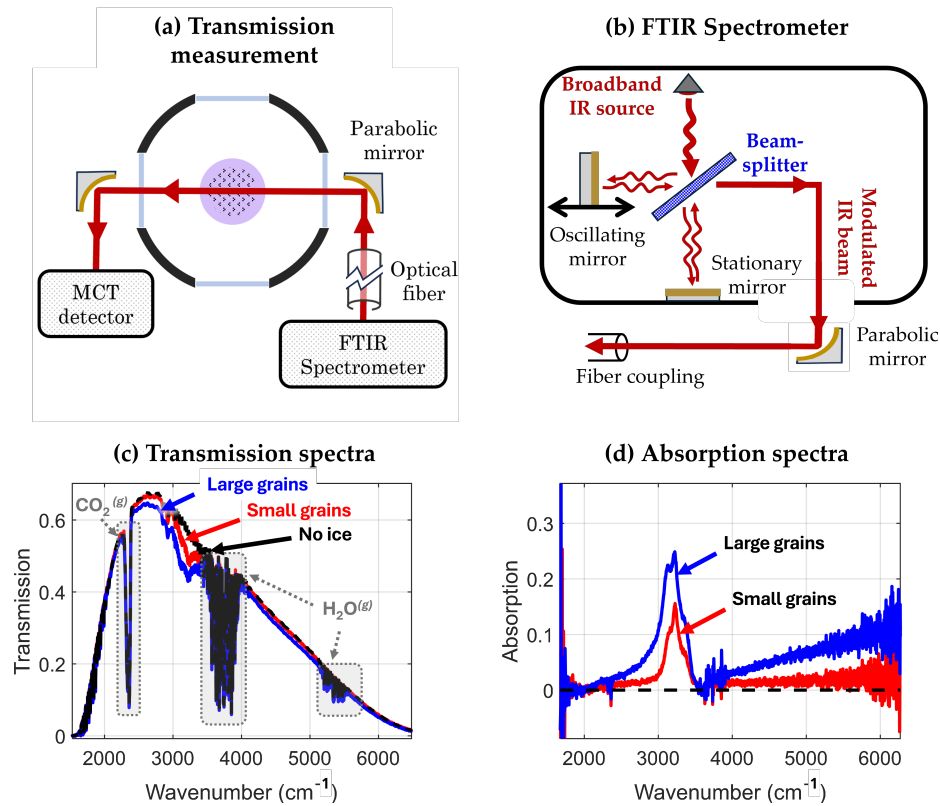 (a) Transmission
measurement
Parabolic
mirror
Optical
fiber
MCT
detector
FTIR
Spectrometer
(b) FTIR Spectrometer
Broadband
IR source
Beam-
splitter
Oscillating
mirror
Stationary
mirror
Modulated
IR beam
Parabolic
mirror
Fiber coupling
(c) Transmission spectra
CO2(g)
Large grains
Small grains
No ice
H2O(g)
Transmission
0.6
0.4
0.2
0
2000 3000 4000 5000 6000
Wavenumber (cm-1)
(d) Absorption spectra
Large grains
Small grains
Absorption
0.3
0.2
0.1
0
2000 3000 4000 5000 6000
Wavenumber (cm-1)